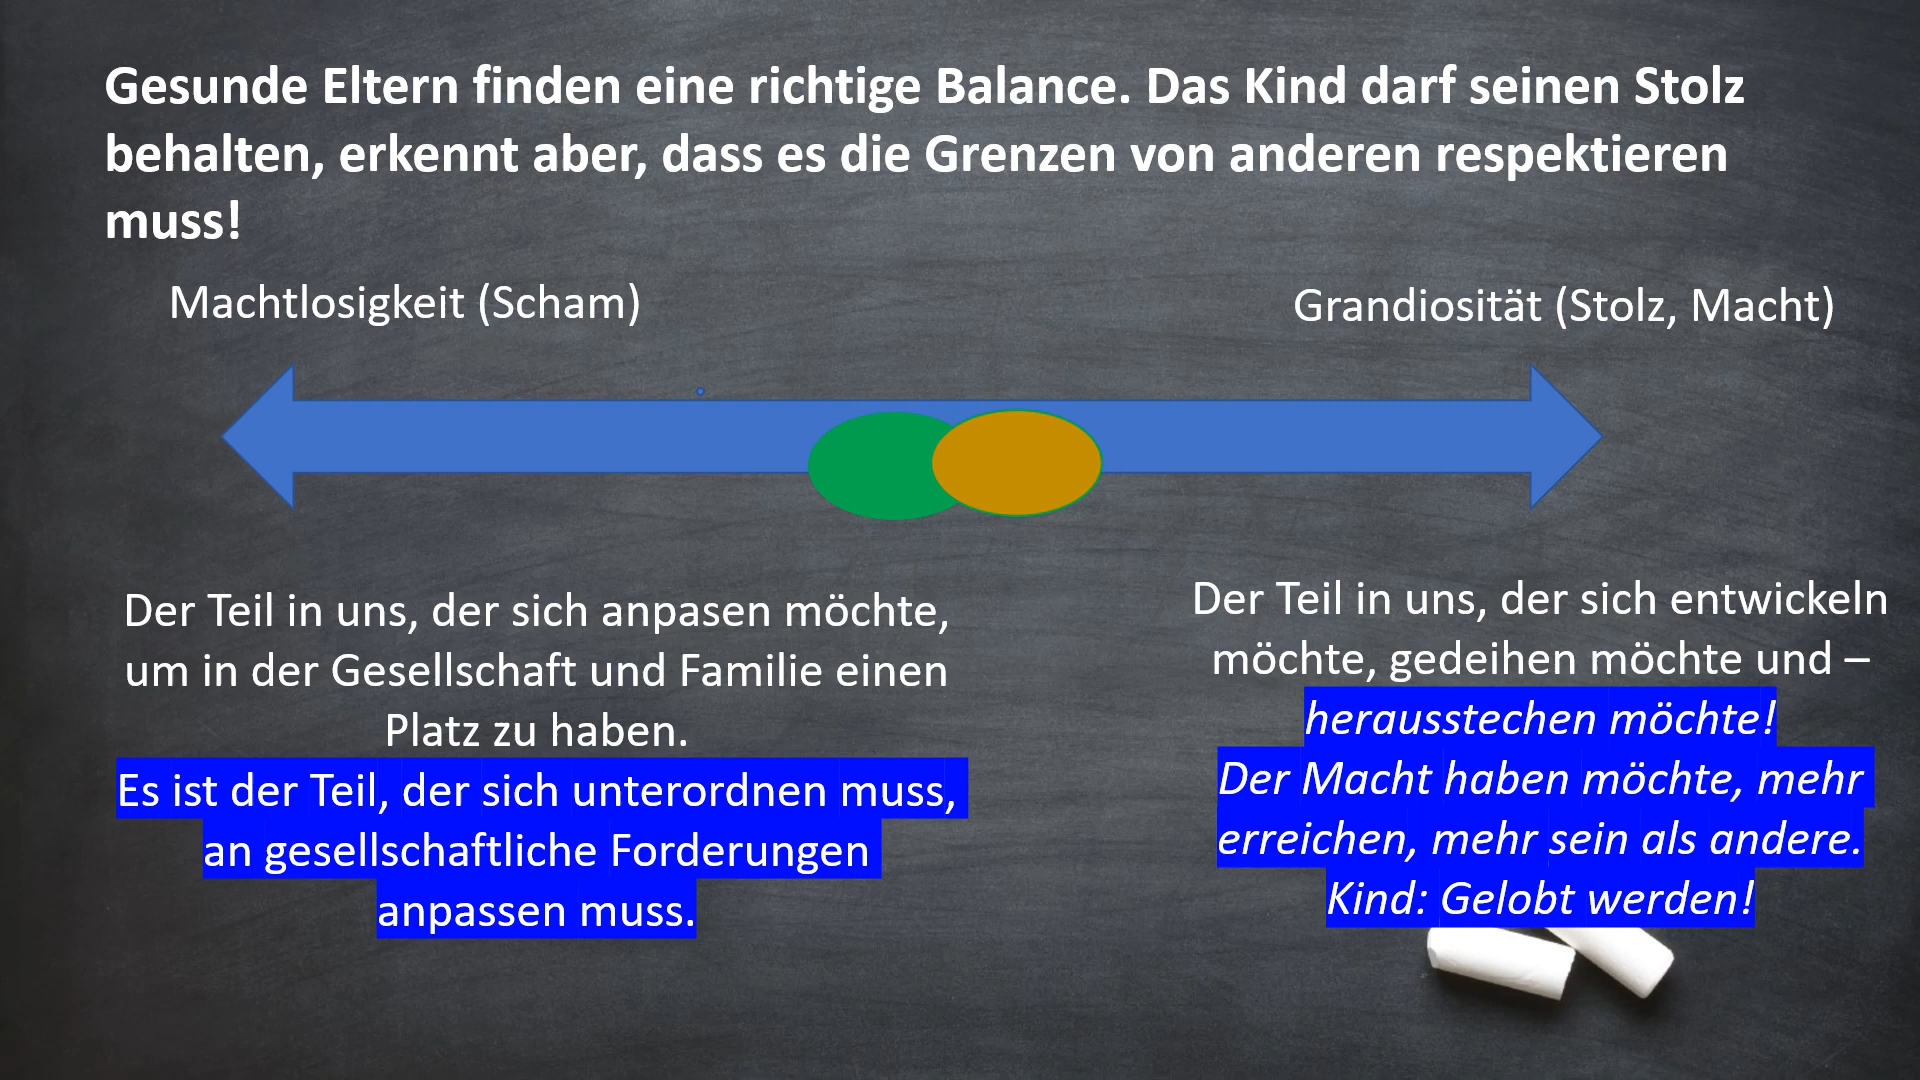 Gesunde Eltern finden eine richtige Balance. Das Kind darf seinen Stolz
behalten, erkennt aber, dass es die Grenzen von anderen respektieren
muss!
Machtlosigkeit (Scham)
Grandiosität (Stolz, Macht)
Der Teil in uns, der sich anpasen möchte,
um in der Gesellschaft und Familie einen
Platz zu haben.
Es ist der Teil, der sich unterordnen muss,
an gesellschaftliche Forderungen
anpassen muss.
Der Teil in uns, der sich entwickeln
möchte, gedeihen möchte und –
herausstechen möchte!
Der Macht haben möchte, mehr
erreichen, mehr sein als andere.
Kind: Gelobt werden!